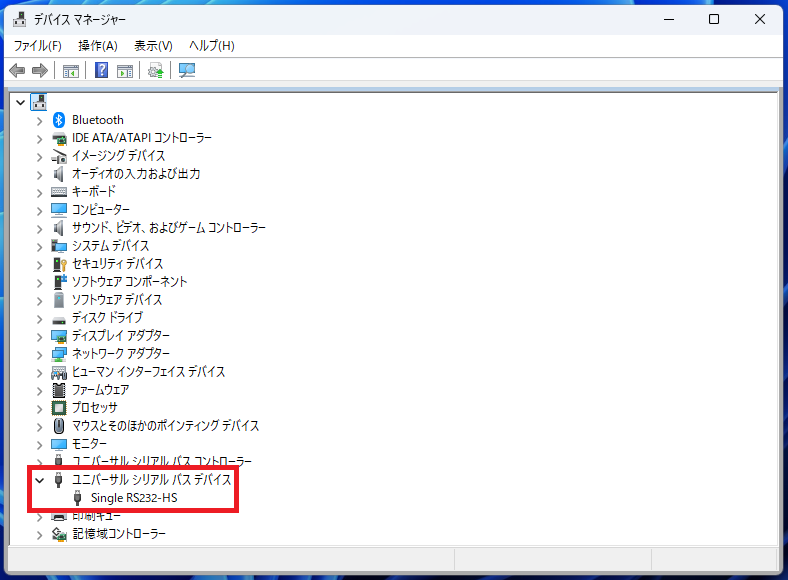 デバイス マネージャー
ファイル(F) 操作(A) 表示(V) ヘルプ(H)
Bluetooth
IDE ATA/ATAPI コントローラー
イメージング デバイス
オーディオの入力および出力
キーボード
コンピューター
サウンド、ビデオ、およびゲーム コントローラー
システム デバイス
セキュリティ デバイス
ソフトウェア コンポーネント
ソフトウェア デバイス
ディスク ドライブ
ディスプレイ アダプター
ネットワーク アダプター
ヒューマン インターフェイス デバイス
ファームウェア
プロセッサ
マウスとそのほかのポインティング デバイス
モニター
ユニバーサル シリアル バス コントローラー
ユニバーサル シリアル バス デバイス
Single RS232-HS
印刷キュー
記憶域コントローラー